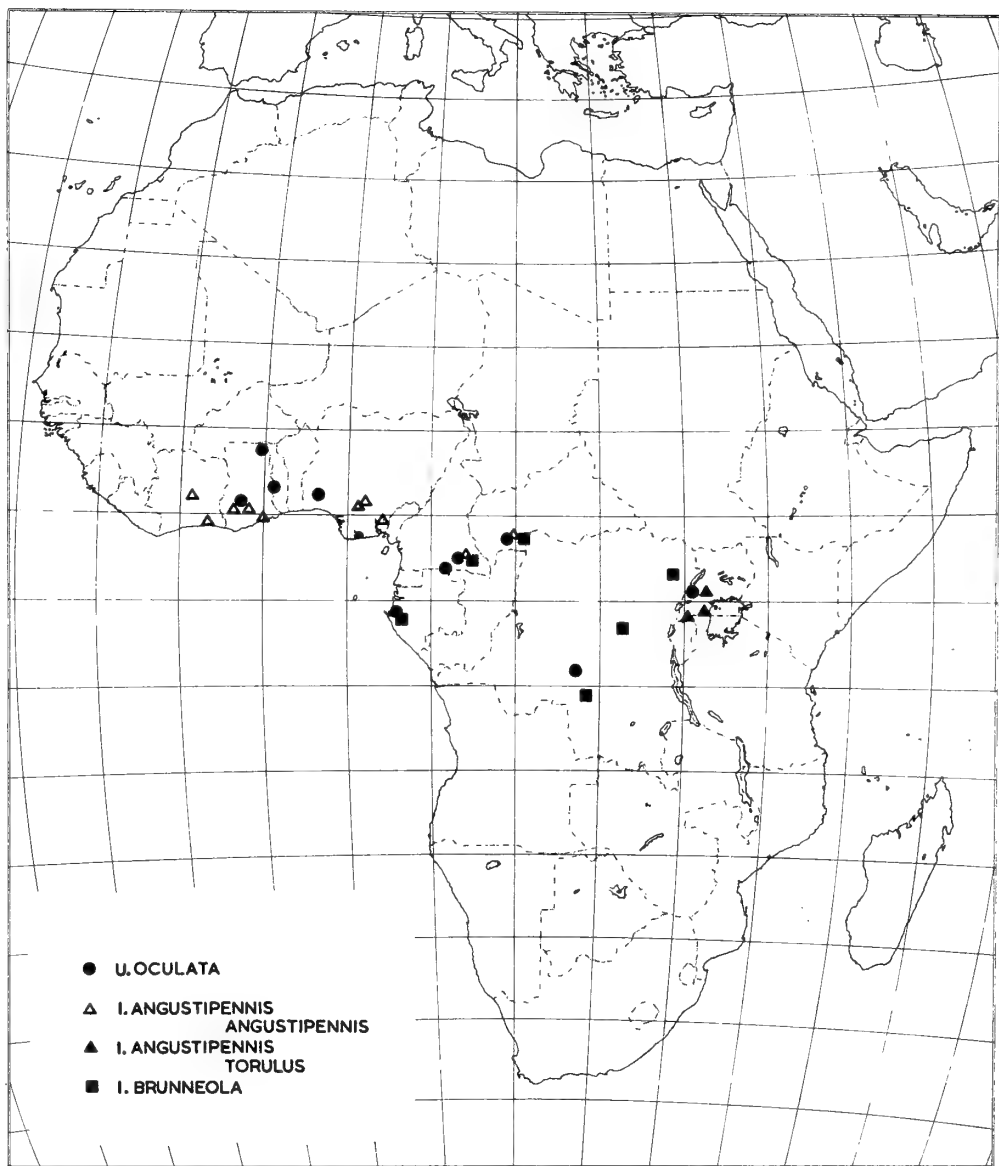 U. OCULATA
I. ANGUSTIPENNIS
ANGUSTIPENNIS
I. ANGUSTIPENNIS
TORULUS
I. BRUNNEOLA